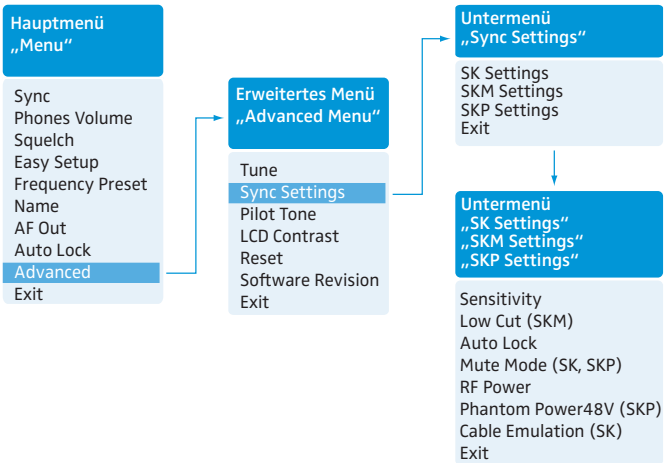 Hauptmenü
„Menu“
Sync
Phones Volume
Squelch
Easy Setup
Frequency Preset
Name
AF Out
Auto Lock
Advanced
Exit
Erweitertes Menü
„Advanced Menu“
Tune
Sync Settings
Pilot Tone
LCD Contrast
Reset
Software Revision
Exit
Untermenü
„Sync Settings“
SK Settings
SKM Settings
SKP Settings
Exit
Untermenü
„SK Settings“
„SKM Settings“
„SKP Settings“
Sensitivity
Low Cut (SKM)
Auto Lock
Mute Mode (SK, SKP)
RF Power
Phantom Power48V (SKP)
Cable Emulation (SK)
Exit